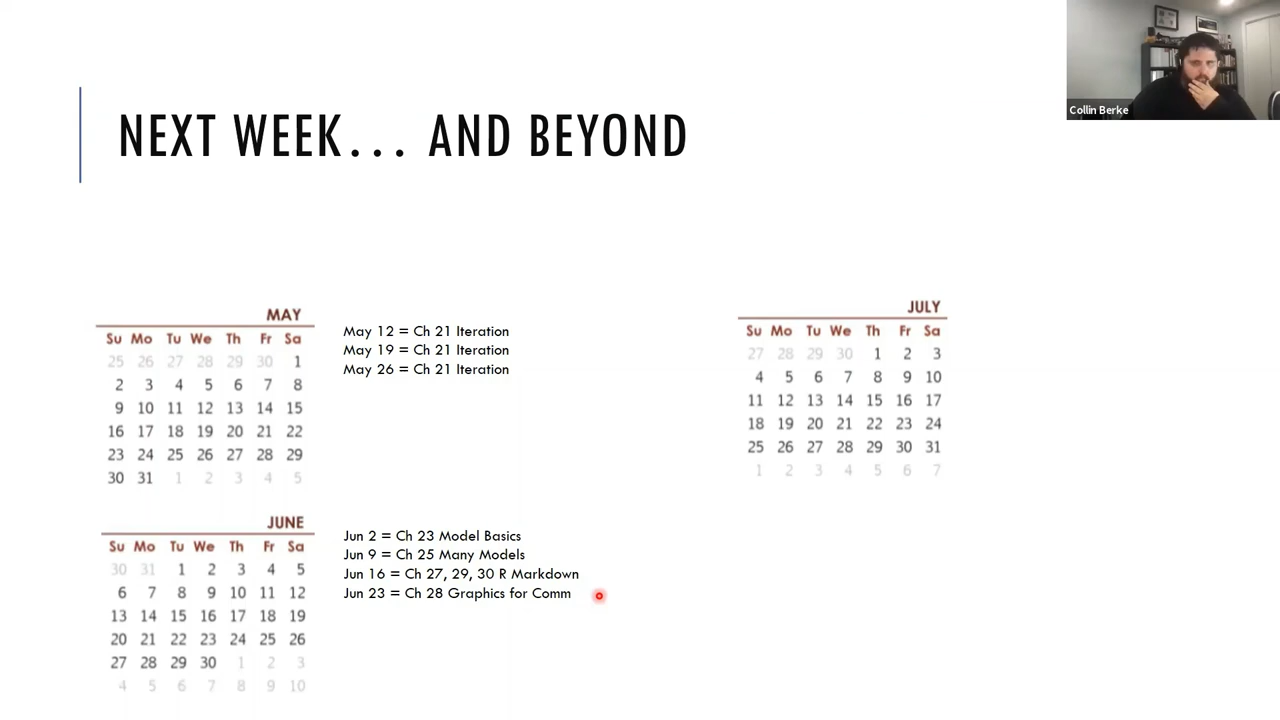 Collin Berke
NEXT WEEK... AND BEYOND
MAY
Su Mo Tu We Th Fr Sa
25 26 27 28 29 30 1
2 3 4 5 6 7 8
9 10 11 12 13 14 15
16 17 18 19 20 21 22
23 24 25 26 27 28 29
30 31 1 2 3 4 5
May 12 = Ch 21 Iteration
May 19 = Ch 21 Iteration
May 26 = Ch 21 Iteration
JULY
Su Mo Tu We Th Fr Sa
27 28 29 30 1 2 3
4 5 6 7 8 9 10
11 12 13 14 15 16 17
18 19 20 21 22 23 24
25 26 27 28 29 30 31
1 2 3 4 5 6 7
JUNE
Su Mo Tu We Th Fr Sa
30 31 1 2 3 4 5
6 7 8 9 10 11 12
13 14 15 16 17 18 19
20 21 22 23 24 25 26
27 28 29 30 1 2 3
4 5 6 7 8 9 10
Jun 2 = Ch 23 Model Basics
Jun 9 = Ch 25 Many Models
Jun 16 = Ch 27, 29, 30 R Markdown
Jun 23 = Ch 28 Graphics for Comm